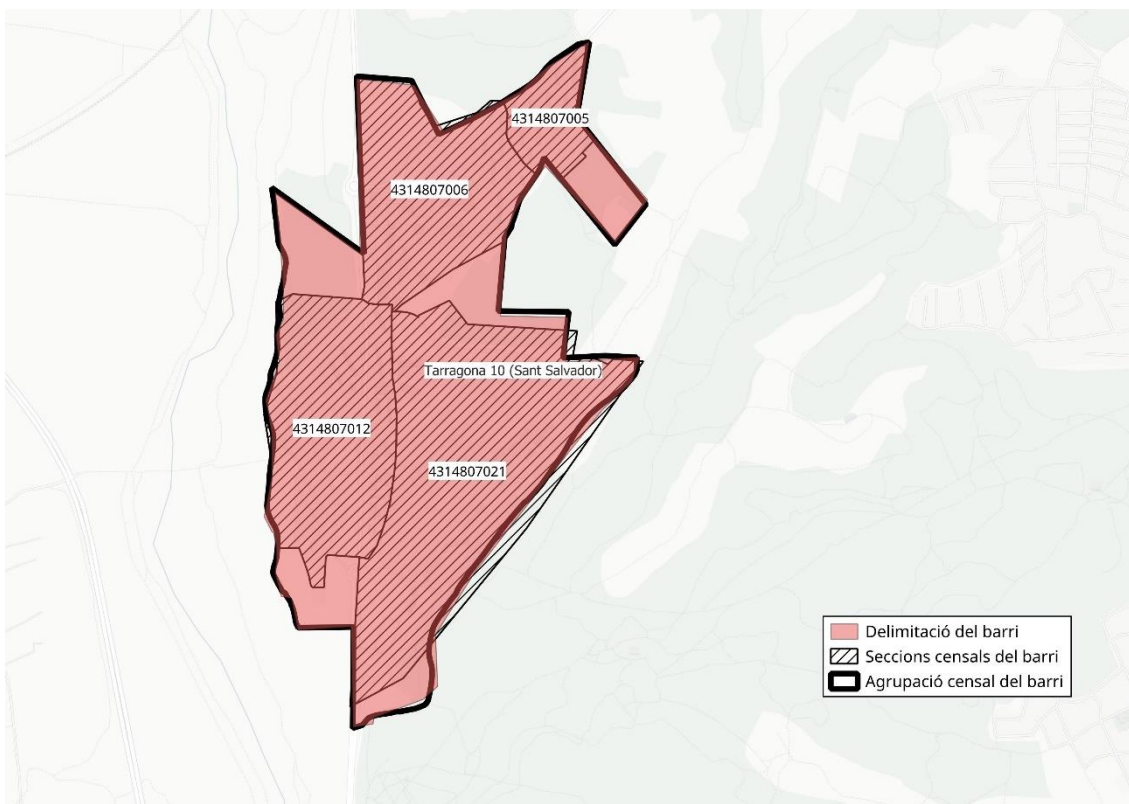 4314807005
4314807006
Tarragona 10 (Sant Salvador)
4314807012
4314807021
Delimitació del barri
Seccions censals del barri
Agrupació censal del barri